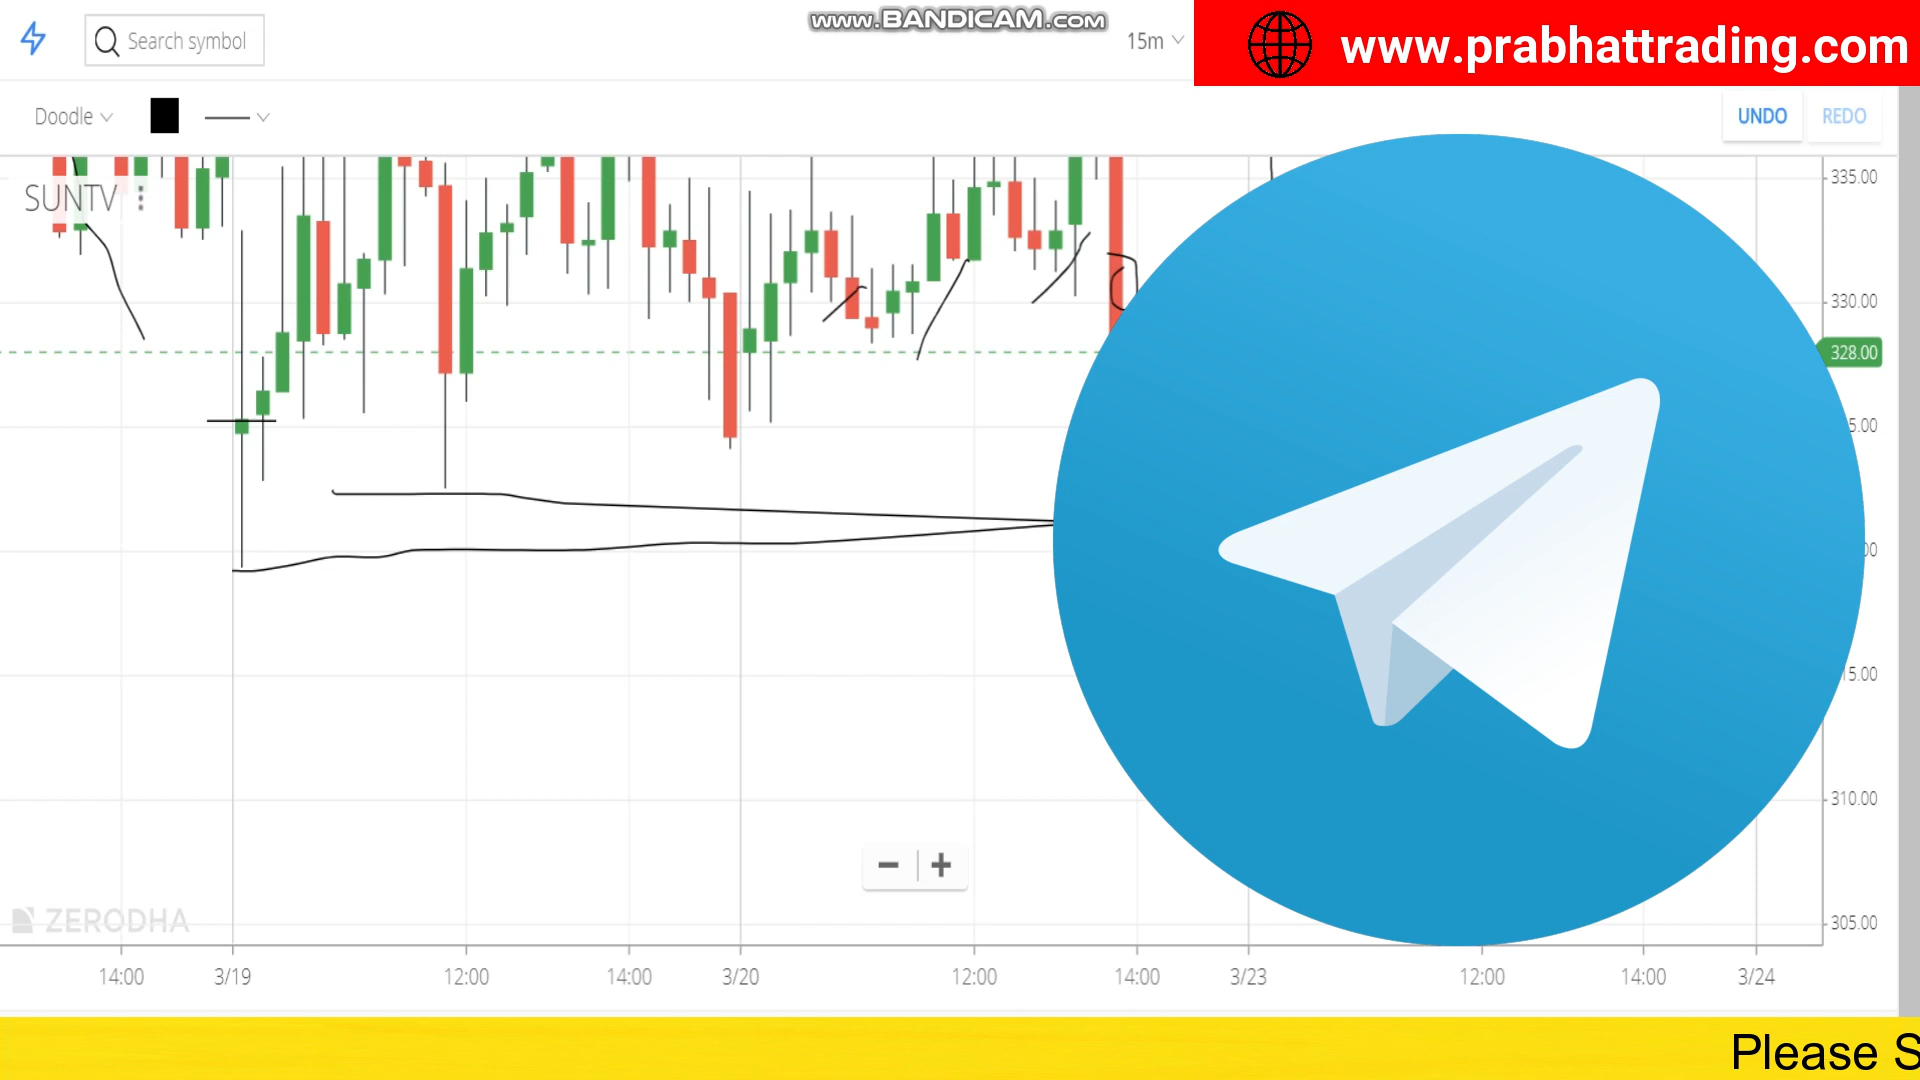 Search symbol
www.BANDICAM.com
15m
www.prabhattrading.com
Doodle
UNDO
REDO
SUNTV
335.00
330.00
328.00
5.00
00
15.00
310.00
ZERODHA
305.00
14:00
3/19
12:00
14:00
3/20
12:00
14:00
3/23
12:00
14:00
3/24
Please S